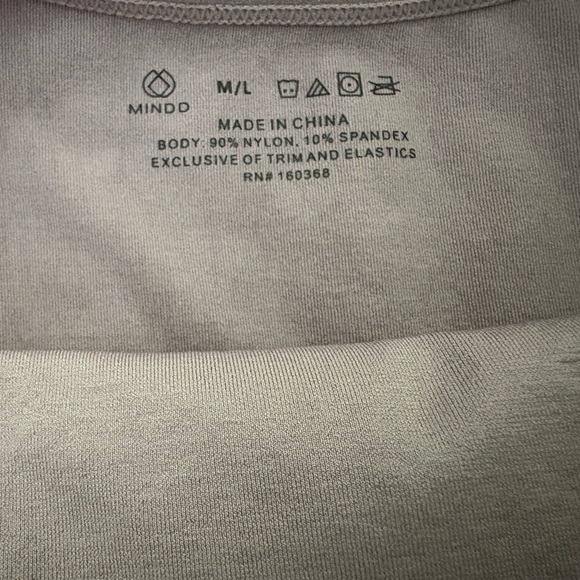 MINDD
M/L
MADE IN CHINA
BODY: 90% NYLON, 10% SPANDEX
EXCLUSIVE OF TRIM AND ELASTICS
RN# 160368